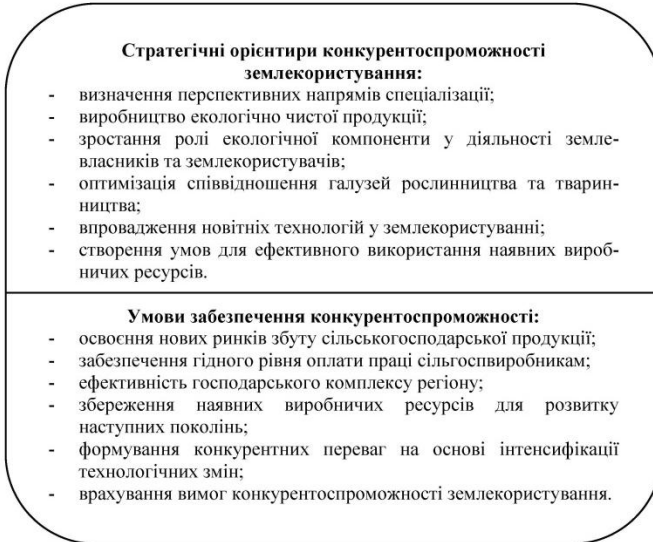 Стратегічні орієнтири конкурентоспроможності
землекористування:
- визначення перспективних напрямів спеціалізації;
- виробництво екологічно чистої продукції;
- зростання ролі екологічної компоненти у діяльності земле-
власників та землекористувачів;
- оптимізація співвідношення галузей рослинництва та тварин-
ництва;
- впровадження новітніх технологій у землекористуванні;
- створення умов для ефективного використання наявних вироб-
ничих ресурсів.
Умови забезпечення конкурентоспроможності:
- освоєння нових ринків збуту сільськогосподарської продукції;
- забезпечення гідного рівня оплати праці сільгоспвиробникам;
- ефективність господарського комплексу регіону;
- збереження наявних виробничих ресурсів для розвитку
наступних поколінь;
- формування конкурентних переваг на основі інтенсифікації
технологічних змін;
- врахування вимог конкурентоспроможності землекористування.